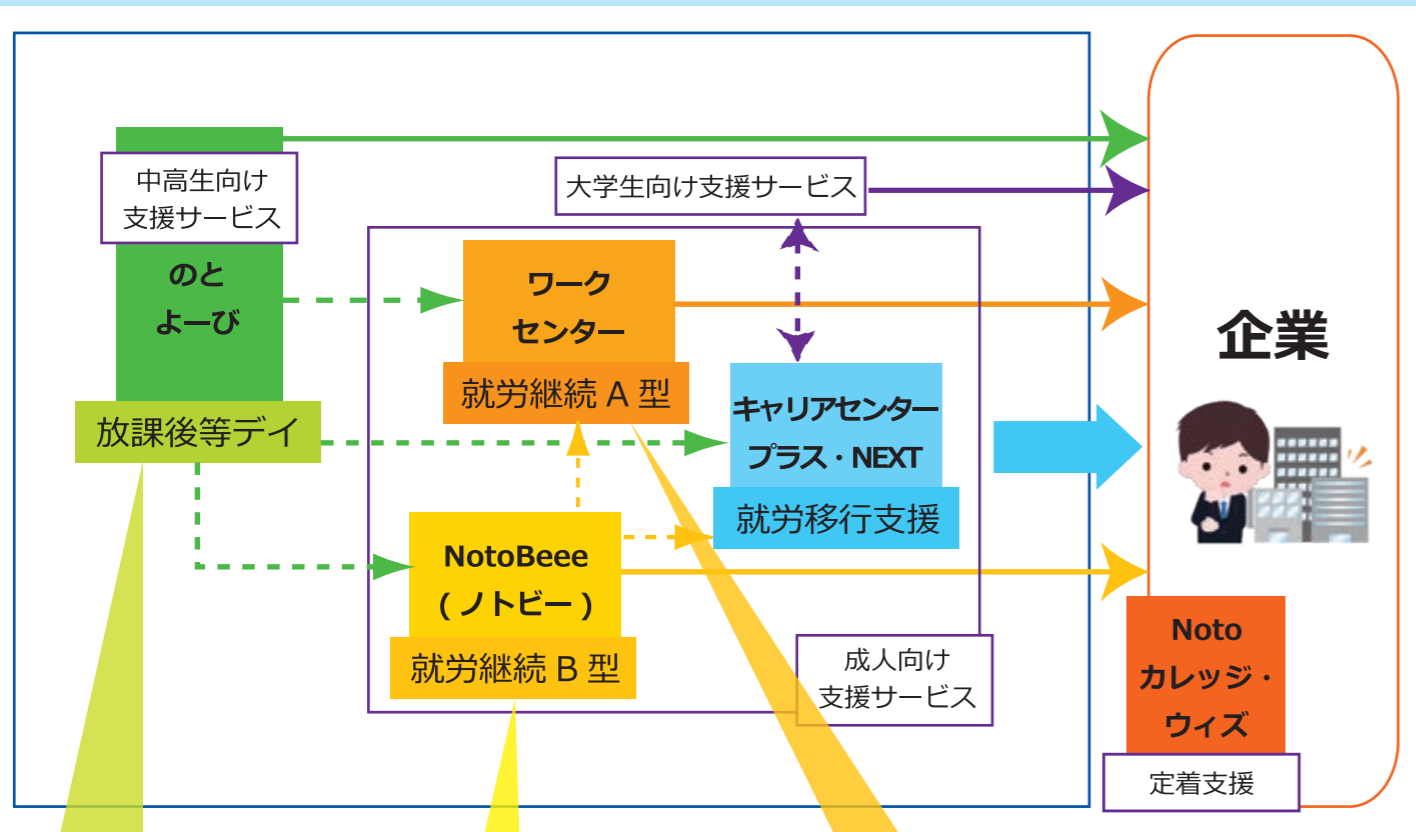 中高生向け
支援サービス
のと
よーび
放課後等デイ
大学生向け支援サービス
ワーク
センター
就労継続 A 型
キャリアセンター
プラス・NEXT
就労移行支援
NotoBeee
( ノトビー )
就労継続 B 型
成人向け
支援サービス
企業
Noto
カレッジ・
ウィズ
定着支援